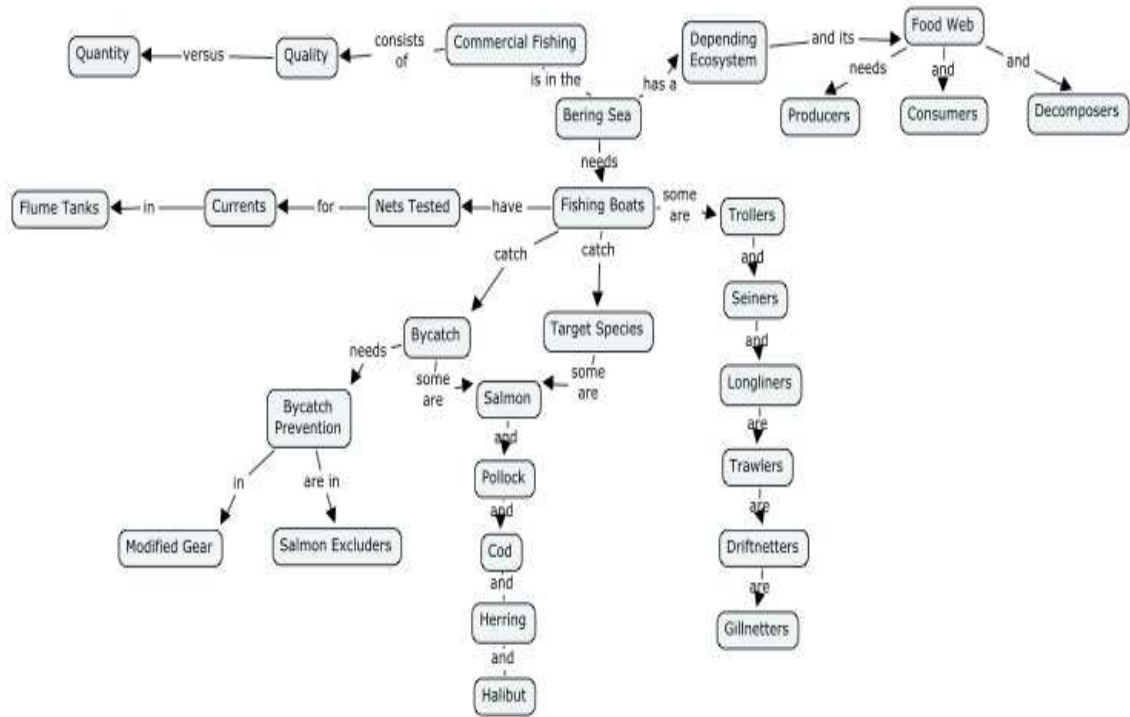 Quantity
versus
Quality
consists
of
Commercial Fishing
is in the
Depending
Ecosystem
and its
Food Web
has a
needs
and
and
Bering Sea
Producers
Consumers
Decomposers
needs
Flume Tanks
in
Currents
for
Nets Tested
have
Fishing Boats
some
are
Trollers
catch
catch
and
Seiners
Bycatch
Target Species
and
needs
some
are
some
are
Longliners
Bycatch
Prevention
Salmon
are
and
Trawlers
in
are in
Pollock
and
are
Modified Gear
Salmon Excluders
Cod
Driftnetters
and
are
Herring
Gillnetters
and
Halibut